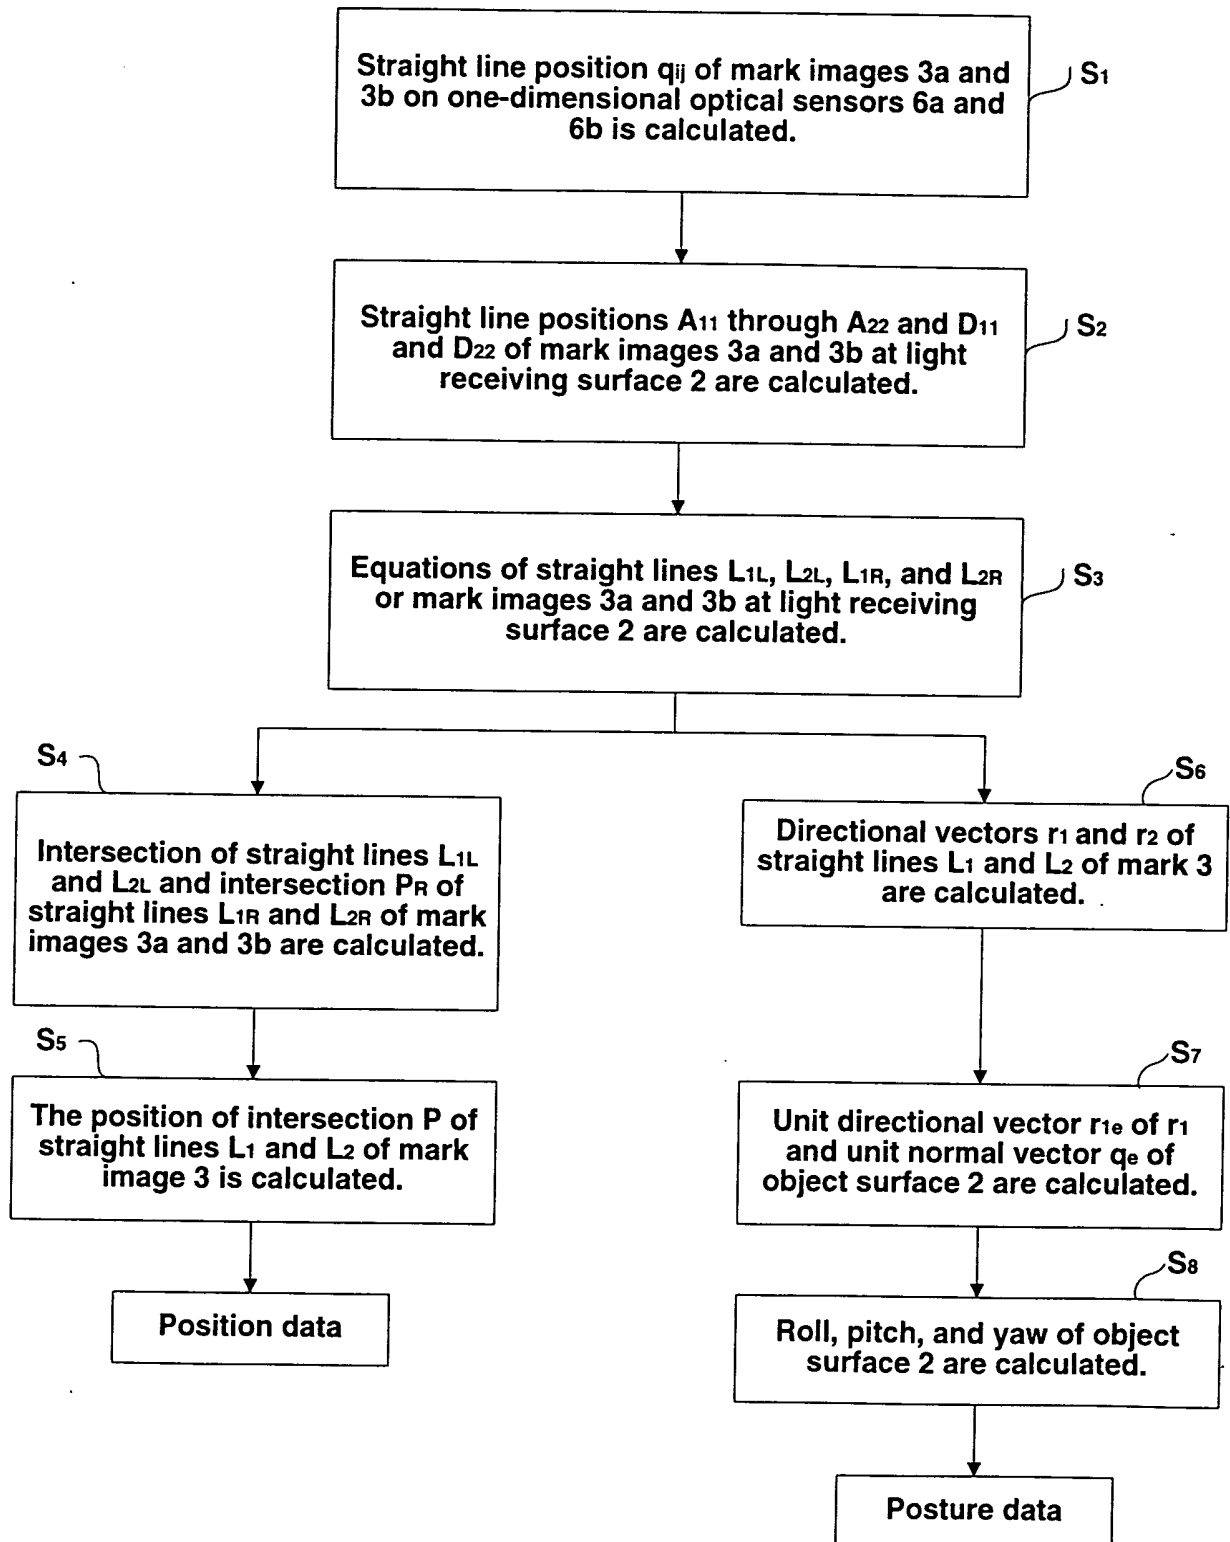 Straight line position qij of mark images 3a and
3b on one-dimensional optical sensors 6a and
6b is calculated.
S1
Straight line positions A11 through A22 and D11
and D22 of mark images 3a and 3b at light
receiving surface 2 are calculated.
S2
Equations of straight lines L1L, L2L, L1R, and L2R
or mark images 3a and 3b at light receiving
surface 2 are calculated.
S3
S4
Intersection of straight lines L1L
and L2L and intersection PR of
straight lines L1R and L2R of mark
images 3a and 3b are calculated.
S5
The position of intersection P of
straight lines L1 and L2 of mark
image 3 is calculated.
Position data
S6
Directional vectors r1 and r2 of
straight lines L1 and L2 of mark 3
are calculated.
S7
Unit directional vector r1e of r1
and unit normal vector qe of
object surface 2 are calculated.
S8
Roll, pitch, and yaw of object
surface 2 are calculated.
Posture data